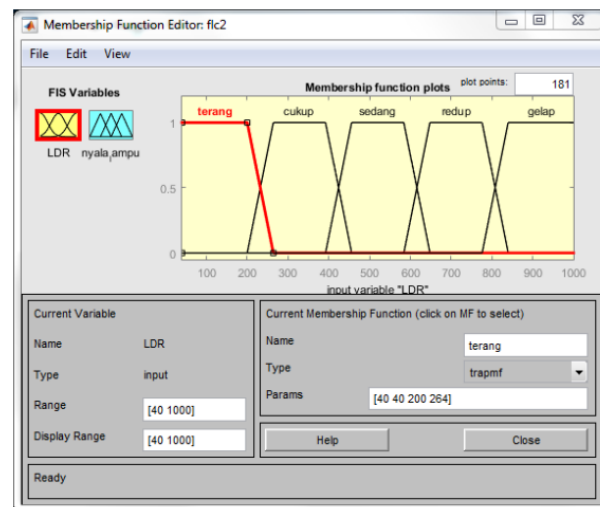 Membership Function Editor: flc2
File Edit View
FIS Variables
LDR nyala_lampu
Membership function plots plot points: 181
terang cukup sedang redup gelap
1
0.5
0
100 200 300 400 500 600 700 800 900 1000
input variable "LDR"
Current Variable
Name LDR
Type input
Range [40 1000]
Display Range [40 1000]
Current Membership Function (click on MF to select)
Name terang
Type trapmf
Params [40 40 200 264]
Help Close
Ready